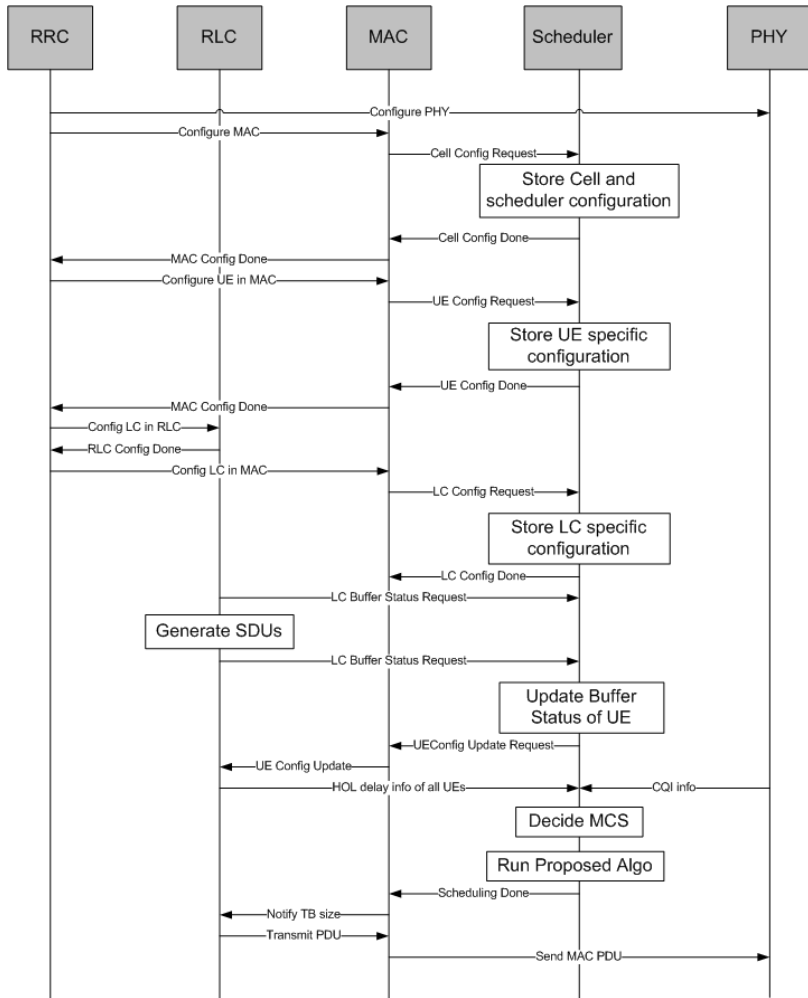 RRC
RLC
MAC
Scheduler
PHY
Configure PHY
Configure MAC
Cell Config Request
Store Cell and
scheduler configuration
Cell Config Done
MAC Config Done
Configure UE in MAC
UE Config Request
Store UE specific
configuration
UE Config Done
MAC Config Done
Config LC in RLC
RLC Config Done
Config LC in MAC
LC Config Request
Store LC specific
configuration
LC Config Done
LC Buffer Status Request
Generate SDUs
LC Buffer Status Request
Update Buffer
Status of UE
UEConfig Update Request
UE Config Update
HOL delay info of all UEs
CQI info
Decide MCS
Run Proposed Algo
Scheduling Done
Notify TB size
Transmit PDU
Send MAC PDU